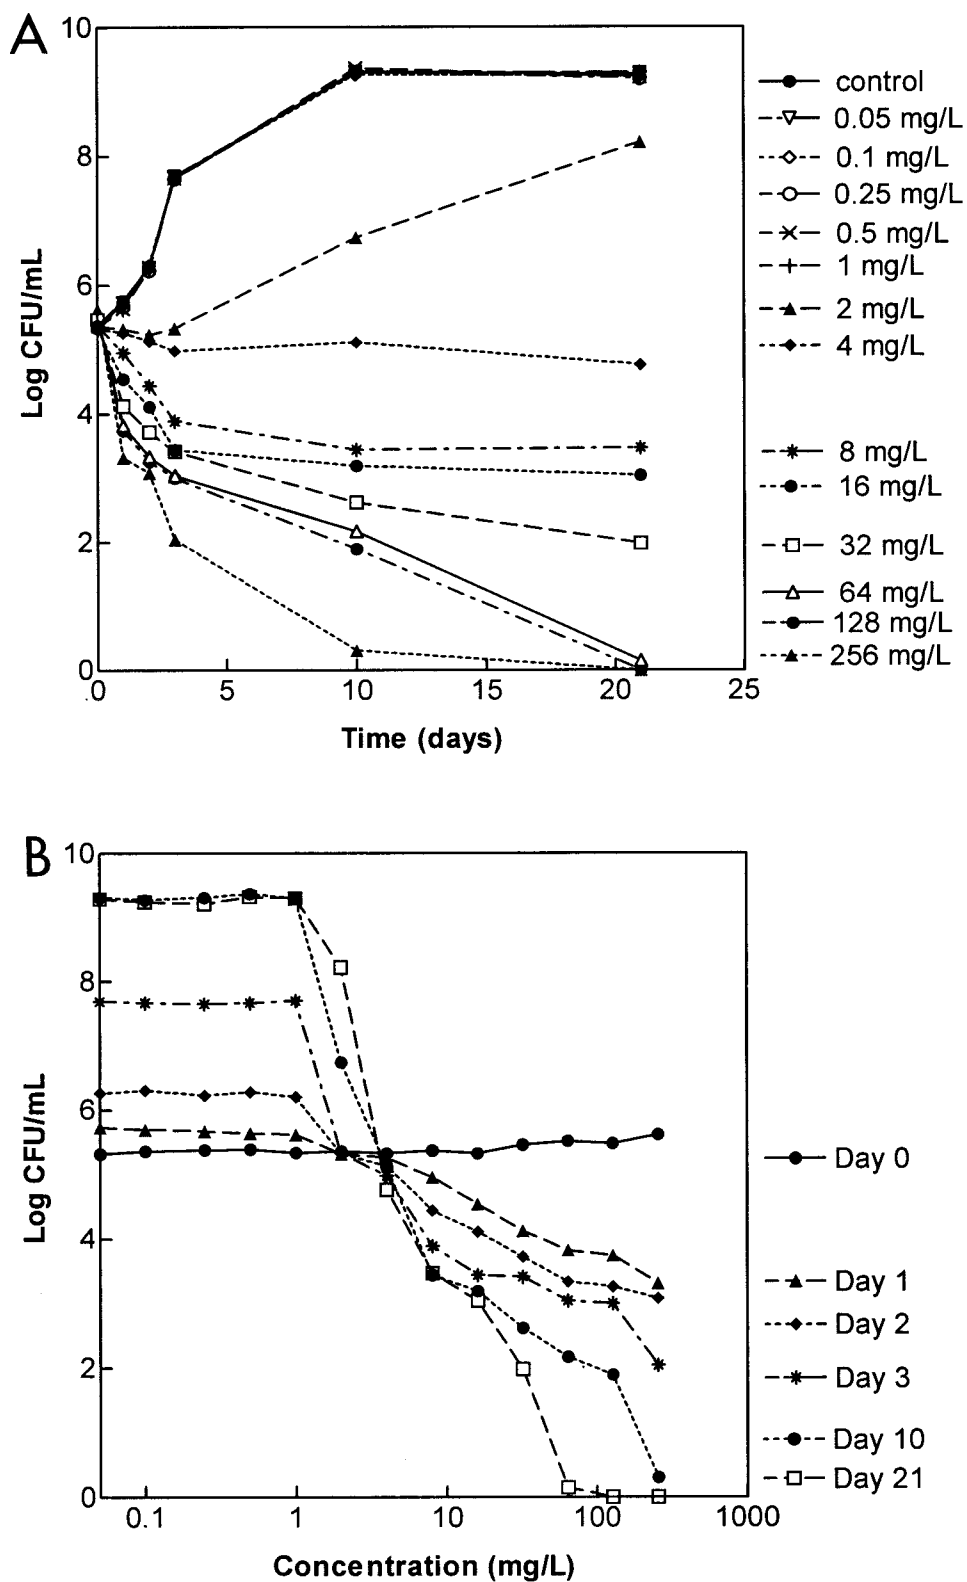 A
10
8
6
4
2
0
Log CFU/mL
0 5 10 15 20 25
Time (days)
control
0.05 mg/L
0.1 mg/L
0.25 mg/L
0.5 mg/L
1 mg/L
2 mg/L
4 mg/L
8 mg/L
16 mg/L
32 mg/L
64 mg/L
128 mg/L
256 mg/L
B
10
8
6
4
2
0
Log CFU/mL
0.1 1 10 100 1000
Concentration (mg/L)
Day 0
Day 1
Day 2
Day 3
Day 10
Day 21